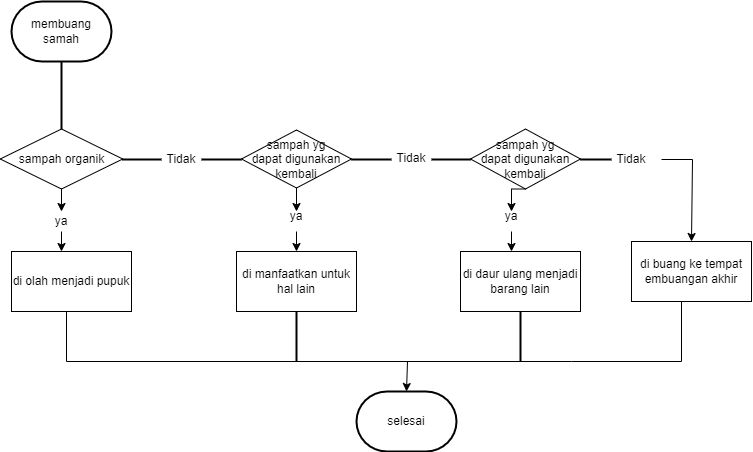 membuang
samah
sampah organik
Tidak
sampah yg
dapat digunakan
kembali
Tidak
sampah yg
dapat digunakan
kembali
Tidak
ya
ya
ya
di olah menjadi pupuk
di manfaatkan untuk
hal lain
di daur ulang menjadi
barang lain
di buang ke tempat
embuangan akhir
selesai